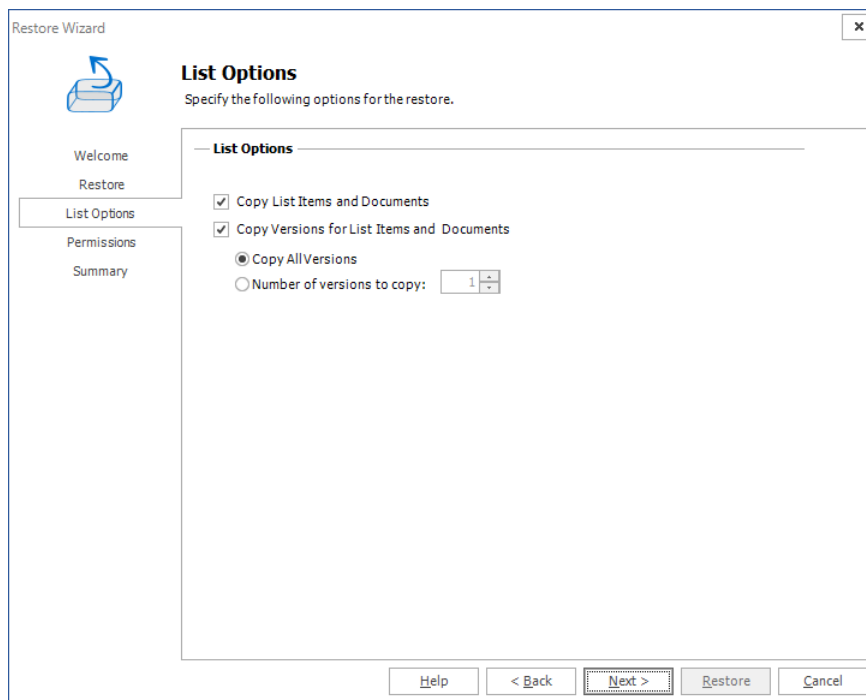 Restore Wizard
List Options
Specify the following options for the restore.
Welcome
Restore
List Options
Permissions
Summary
List Options
Copy List Items and Documents
Copy Versions for List Items and Documents
Copy All Versions
Number of versions to copy: 1
Help < Back Next > Restore Cancel